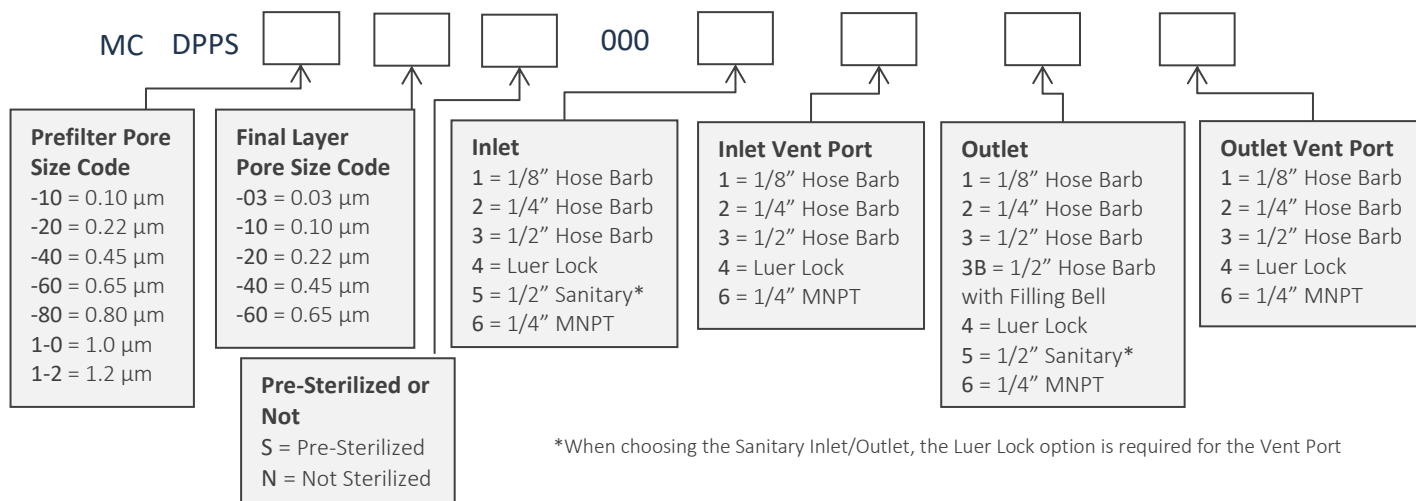 MC DPPS 000
Prefilter Pore
Size Code
-10 = 0.10 µm
-20 = 0.22 µm
-40 = 0.45 µm
-60 = 0.65 µm
-80 = 0.80 µm
1-0 = 1.0 µm
1-2 = 1.2 µm
Final Layer
Pore Size Code
-03 = 0.03 µm
-10 = 0.10 µm
-20 = 0.22 µm
-40 = 0.45 µm
-60 = 0.65 µm
Pre-Sterilized or
Not
S = Pre-Sterilized
N = Not Sterilized
Inlet
1 = 1/8” Hose Barb
2 = 1/4” Hose Barb
3 = 1/2” Hose Barb
4 = Luer Lock
5 = 1/2” Sanitary*
6 = 1/4” MNPT
Inlet Vent Port
1 = 1/8” Hose Barb
2 = 1/4” Hose Barb
3 = 1/2” Hose Barb
4 = Luer Lock
6 = 1/4” MNPT
Outlet
1 = 1/8” Hose Barb
2 = 1/4” Hose Barb
3 = 1/2” Hose Barb
3B = 1/2” Hose Barb
with Filling Bell
4 = Luer Lock
5 = 1/2” Sanitary*
6 = 1/4” MNPT
Outlet Vent Port
1 = 1/8” Hose Barb
2 = 1/4” Hose Barb
3 = 1/2” Hose Barb
4 = Luer Lock
6 = 1/4” MNPT
*When choosing the Sanitary Inlet/Outlet, the Luer Lock option is required for the Vent Port